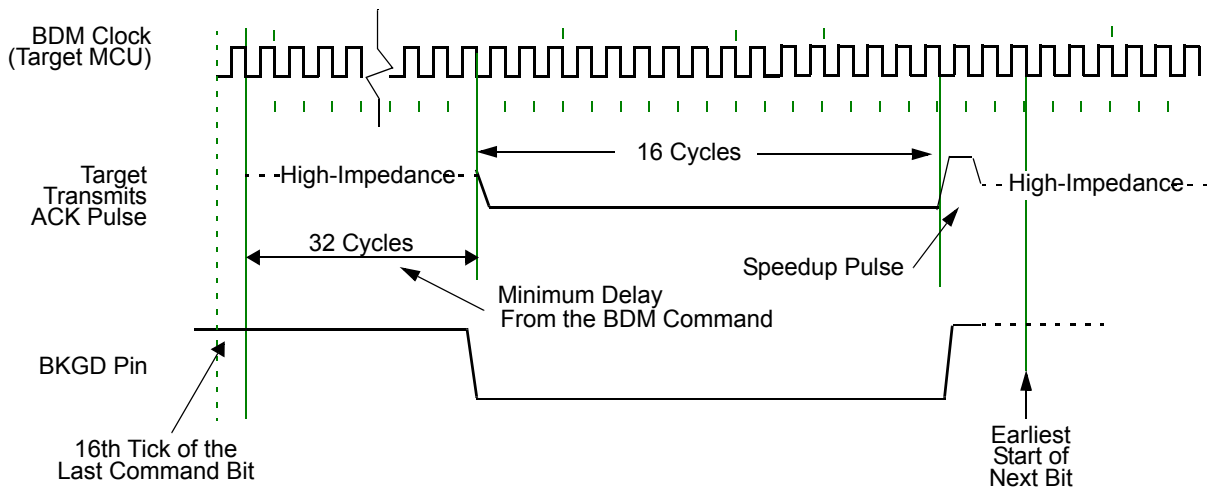 BDM Clock
(Target MCU)
16 Cycles
Target
Transmits
ACK Pulse
High-Impedance
High-Impedance
32 Cycles
Speedup Pulse
Minimum Delay
From the BDM Command
BKGD Pin
16th Tick of the
Last Command Bit
Earliest
Start of
Next Bit